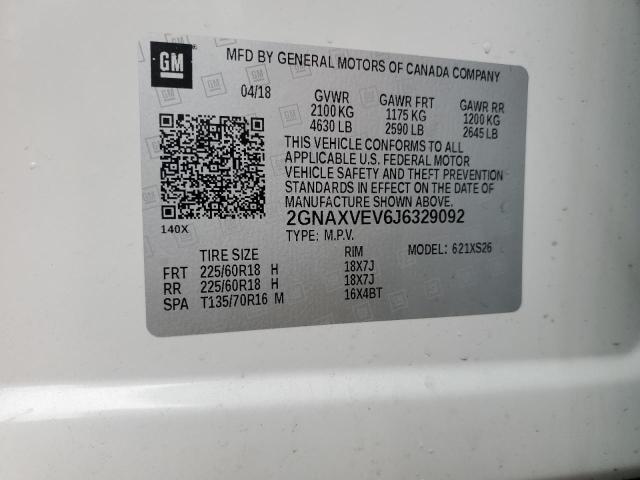 GM
MFD BY GENERAL MOTORS OF CANADA COMPANY
04/18 GVWR GAWR FRT GAWR RR
2100 KG 1175 KG 1200 KG
4630 LB 2590 LB 2645 LB
THIS VEHICLE CONFORMS TO ALL
APPLICABLE U.S. FEDERAL MOTOR
VEHICLE SAFETY AND THEFT PREVENTION
STANDARDS IN EFFECT ON THE DATE OF
MANUFACTURE SHOWN ABOVE.
140X 2GNAXVEV6J6329092
TYPE: M.P.V. MODEL: 621XS26
TIRE SIZE RIM
FRT 225/60R18 H 18X7J
RR 225/60R18 H 18X7J
SPA T135/70R16 M 16X4BT